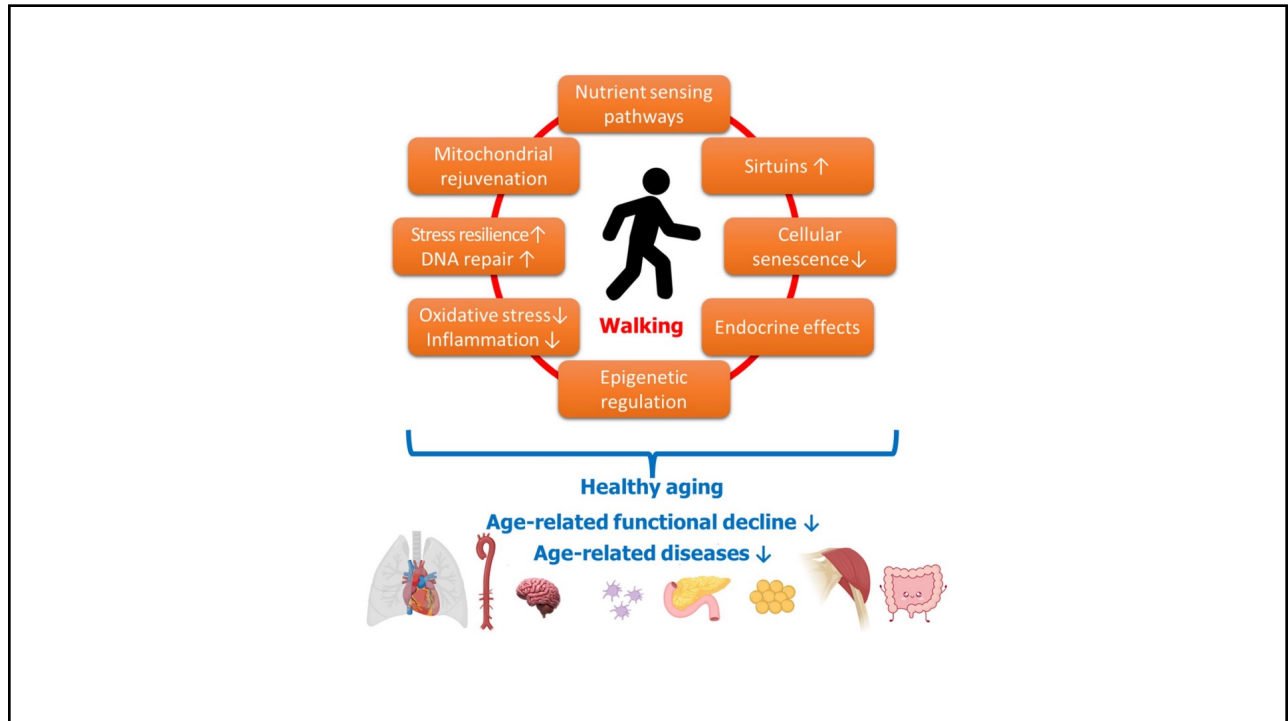 Nutrient sensing
pathways
Mitochondrial
rejuvenation
Sirtuins ↑
Stress resilience↑
DNA repair ↑
Cellular
senescence↓
Oxidative stress↓
Inflammation ↓
Walking
Endocrine effects
Epigenetic
regulation
Healthy aging
Age-related functional decline ↓
Age-related diseases ↓